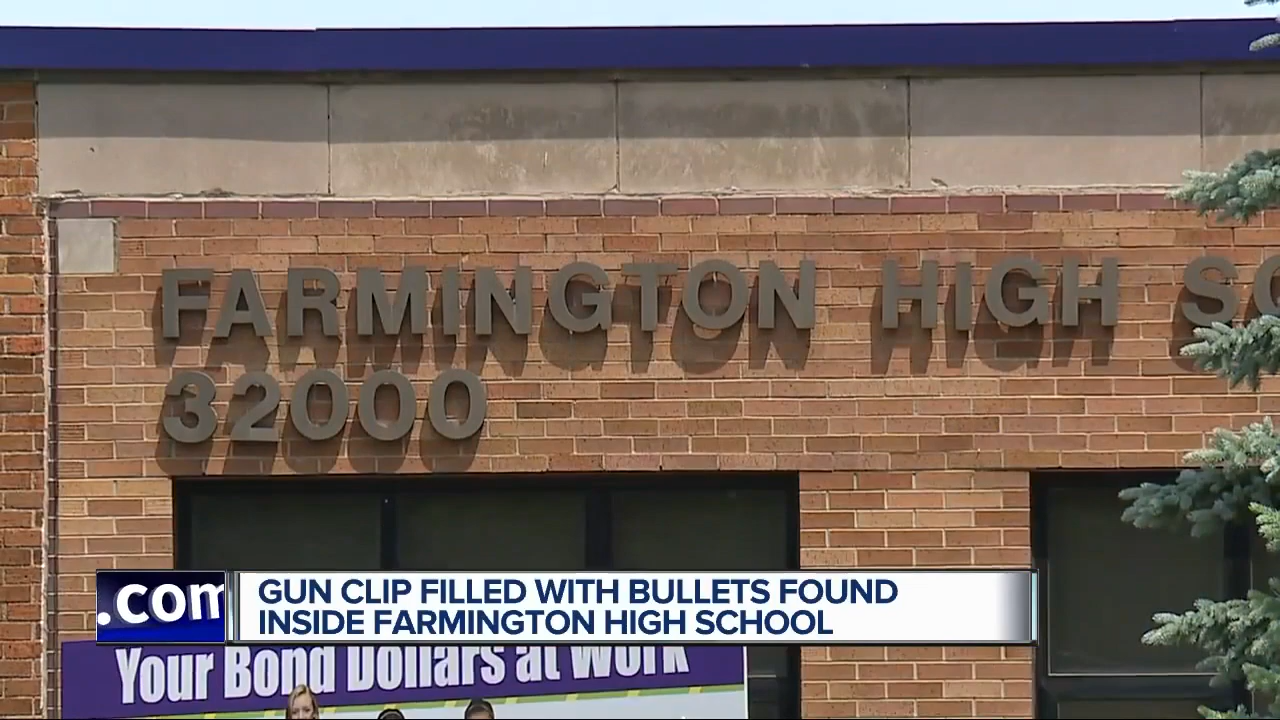 FARMINGTON HIGH SC
32000
.com
GUN CLIP FILLED WITH BULLETS FOUND
INSIDE FARMINGTON HIGH SCHOOL
Your Bond Dollars at Work